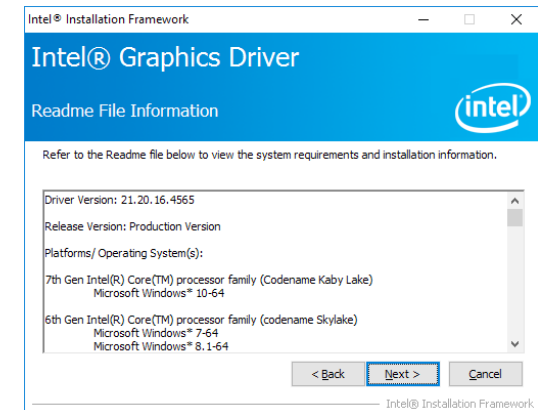 Intel® Installation Framework
Intel® Graphics Driver
Readme File Information
intel
Refer to the Readme file below to view the system requirements and installation information.
Driver Version: 21.20.16.4565
Release Version: Production Version
Platforms/ Operating System(s):
7th Gen Intel(R) Core(TM) processor family (Codename Kaby Lake)
Microsoft Windows* 10-64
6th Gen Intel(R) Core(TM) processor family (codename Skylake)
Microsoft Windows* 7-64
Microsoft Windows* 8.1-64
< Back Next > Cancel
Intel® Installation Framework